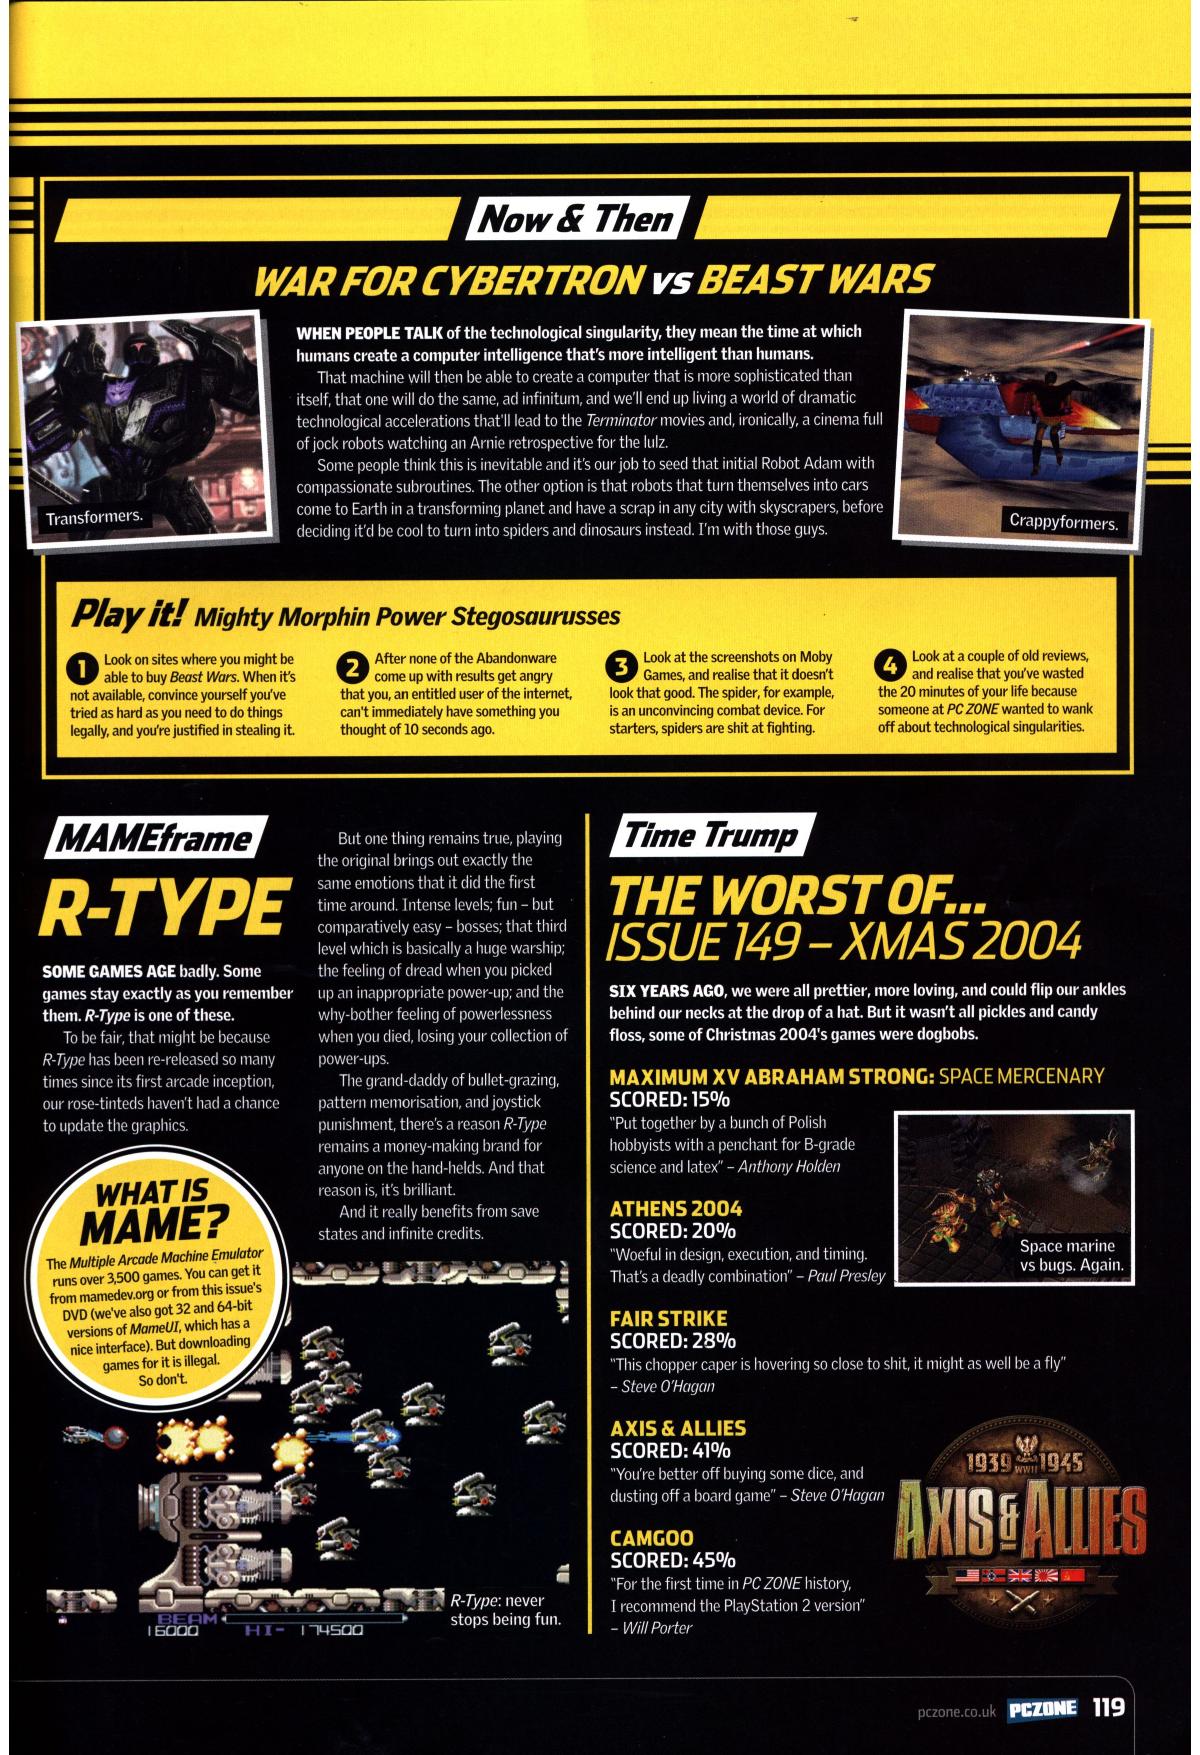 Now & Then
WAR FOR CYBERTRON vs BEAST WARS
WHEN PEOPLE TALK of the technological singularity, they mean the time at which
humans create a computer intelligence that's more intelligent than humans.
That machine will then be able to create a computer that is more sophisticated than
itself, that one will do the same, ad infinitum, and we'll end up living a world of dramatic
technological accelerations that'll lead to the Terminator movies and, ironically, a cinema full
of jock robots watching an Arnie retrospective for the lulz.
Some people think this is inevitable and it's our job to seed that initial Robot Adam with
compassionate subroutines. The other option is that robots that turn themselves into cars
come to Earth in a transforming planet and have a scrap in any city with skyscrapers, before
deciding it'd be cool to turn into spiders and dinosaurs instead. I'm with those guys.
Transformers.
Crappyformers.
Play it! Mighty Morphin Power Stegosaurusses
1 Look on sites where you might be
able to buy Beast Wars. When it's
not available, convince yourself you've
tried as hard as you need to do things
legally, and you're justified in stealing it.
2 After none of the Abandonware
come up with results get angry
that you, an entitled user of the internet,
can't immediately have something you
thought of 10 seconds ago.
3 Look at the screenshots on Moby
Games, and realise that it doesn't
look that good. The spider, for example,
is an unconvincing combat device. For
starters, spiders are shit at fighting.
4 Look at a couple of old reviews,
and realise that you've wasted
the 20 minutes of your life because
someone at PC ZONE wanted to wank
off about technological singularities.
MAMEframe
R-TYPE
SOME GAMES AGE badly. Some
games stay exactly as you remember
them. R-Type is one of these.
To be fair, that might be because
R-Type has been re-released so many
times since its first arcade inception,
our rose-tinteds haven't had a chance
to update the graphics.
But one thing remains true, playing
the original brings out exactly the
same emotions that it did the first
time around. Intense levels; fun – but
comparatively easy – bosses; that third
level which is basically a huge warship;
the feeling of dread when you picked
up an inappropriate power-up; and the
why-bother feeling of powerlessness
when you died, losing your collection of
power-ups.
The grand-daddy of bullet-grazing,
pattern memorisation, and joystick
punishment, there's a reason R-Type
remains a money-making brand for
anyone on the hand-helds. And that
reason is, it's brilliant.
And it really benefits from save
states and infinite credits.
WHAT IS
MAME?
The Multiple Arcade Machine Emulator
runs over 3,500 games. You can get it
from mamedev.org or from this issue's
DVD (we've also got 32 and 64-bit
versions of MameUI, which has a
nice interface). But downloading
games for it is illegal.
So don't.
BEAM
16000 HI- 174500
R-Type: never
stops being fun.
Time Trump
THE WORST OF...
ISSUE 149 – XMAS 2004
SIX YEARS AGO, we were all prettier, more loving, and could flip our ankles
behind our necks at the drop of a hat. But it wasn't all pickles and candy
floss, some of Christmas 2004's games were dogbobs.
MAXIMUM XV ABRAHAM STRONG: SPACE MERCENARY
SCORED: 15%
"Put together by a bunch of Polish
hobbyists with a penchant for B-grade
science and latex" – Anthony Holden
Space marine
vs bugs. Again.
ATHENS 2004
SCORED: 20%
"Woeful in design, execution, and timing.
That's a deadly combination" – Paul Presley
FAIR STRIKE
SCORED: 28%
"This chopper caper is hovering so close to shit, it might as well be a fly"
– Steve O'Hagan
AXIS & ALLIES
SCORED: 41%
"You're better off buying some dice, and
dusting off a board game" – Steve O'Hagan
1939 WWII 1945
AXIS & ALLIES
CAMGOO
SCORED: 45%
"For the first time in PC ZONE history,
I recommend the PlayStation 2 version"
– Will Porter
pczone.co.uk PCZONE 119